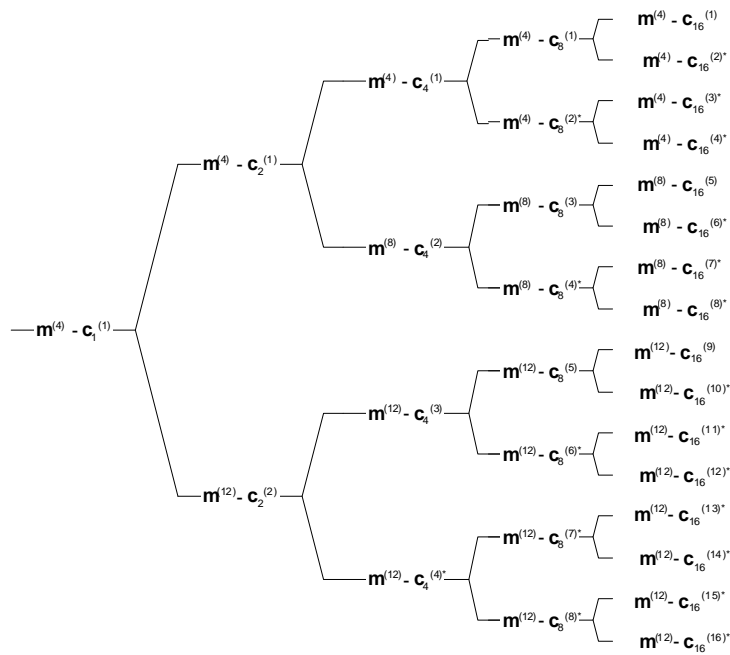 m(4) - c16(1)
m(4) - c8(1)
m(4) - c16(2)*
m(4) - c4(1)
m(4) - c16(3)*
m(4) - c8(2)*
m(4) - c16(4)*
m(4) - c2(1)
m(8) - c16(5)
m(8) - c8(3)
m(8) - c16(6)*
m(8) - c4(2)
m(8) - c16(7)*
m(8) - c8(4)*
m(8) - c16(8)*
m(4) - c1(1)
m(12) - c16(9)
m(12) - c8(5)
m(12)- c16(10)*
m(12)- c4(3)
m(12)- c16(11)*
m(12)- c8(6)*
m(12)- c16(12)*
m(12)- c2(2)
m(12)- c16(13)*
m(12)- c8(7)*
m(12)- c16(14)*
m(12)- c4(4)*
m(12)- c16(15)*
m(12)- c8(8)*
m(12)- c16(16)*